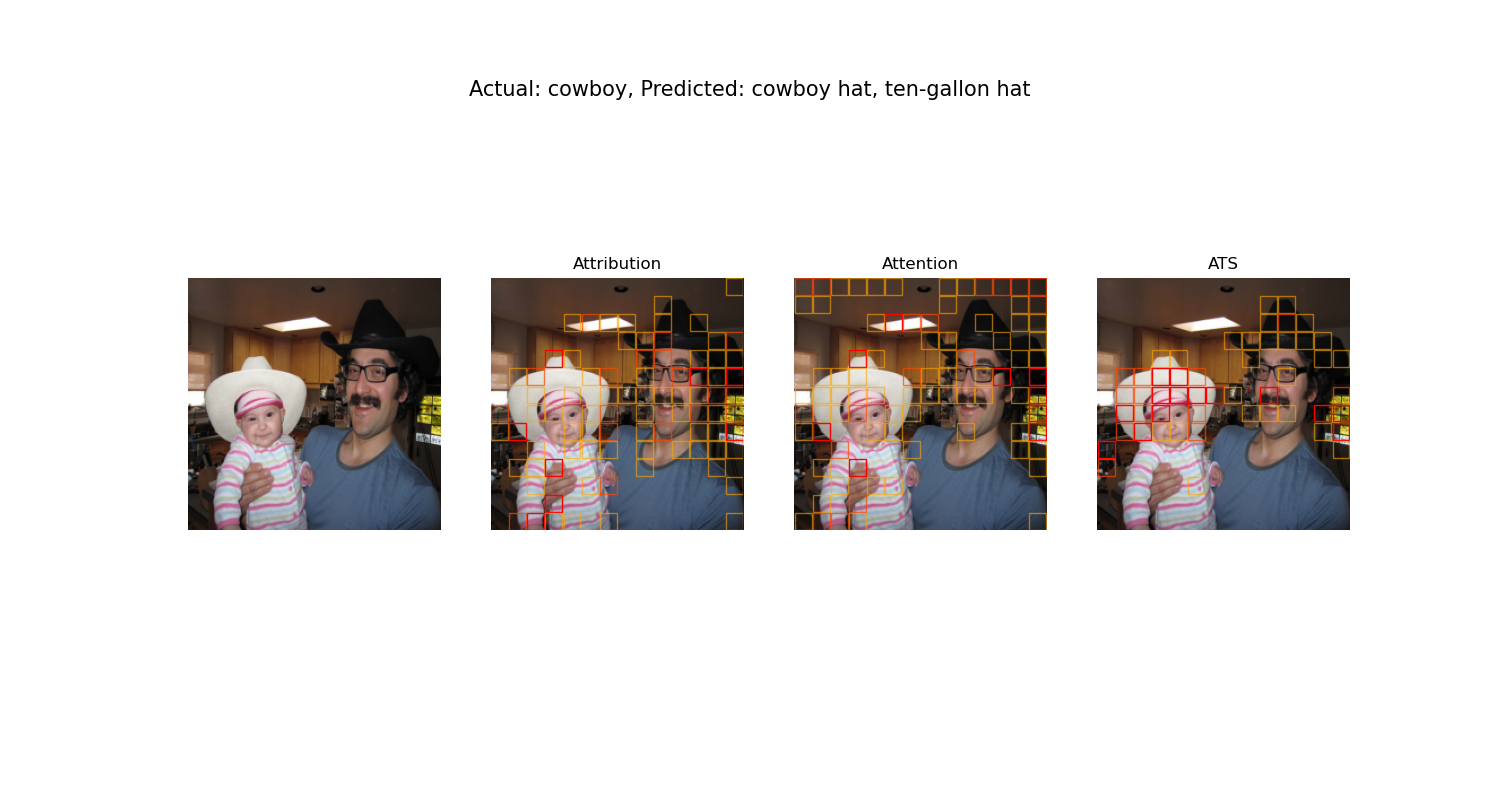 Actual: cowboy, Predicted: cowboy hat, ten-gallon hat
Attribution
Attention
ATS